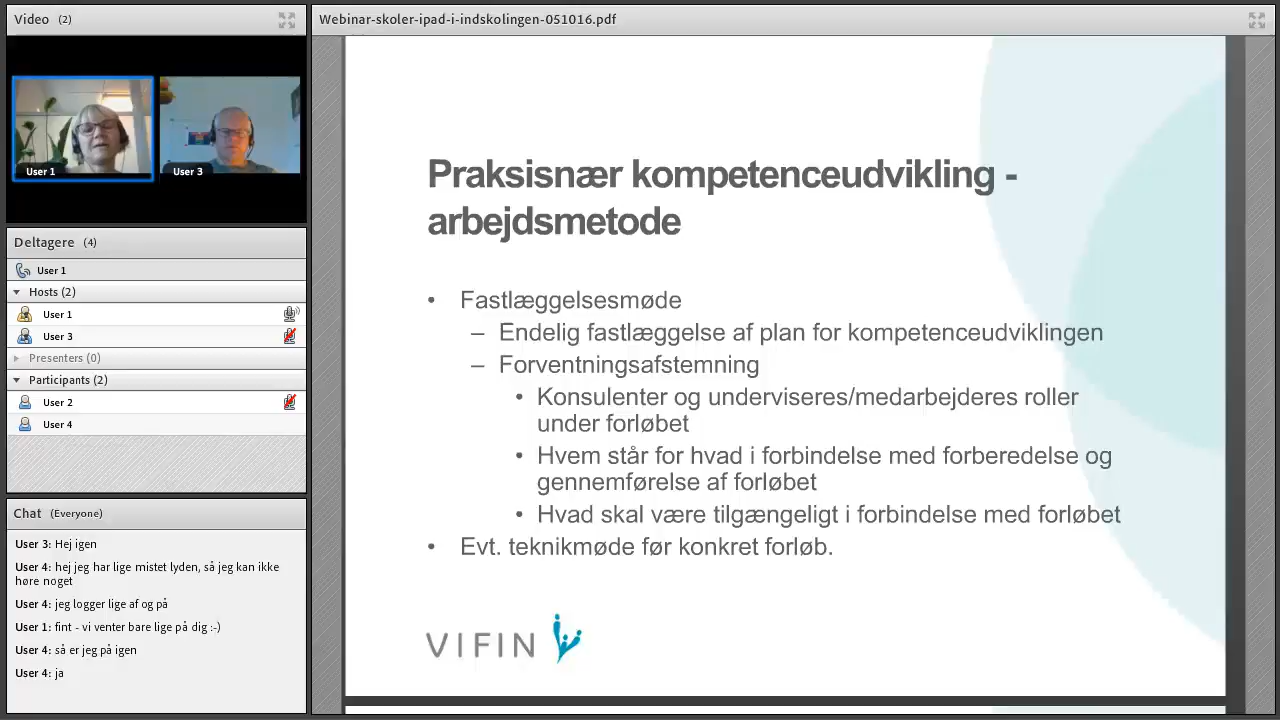 Video (2)
User 1
User 3
Deltagere (4)
User 1
Hosts (2)
User 1
User 3
Presenters (0)
Participants (2)
User 2
User 4
Chat (Everyone)
User 3: Hej igen
User 4: hej jeg har lige mistet lyden, så jeg kan ikke
høre noget
User 4: jeg logger lige af og på
User 1: fint - vi venter bare lige på dig :-)
User 4: så er jeg på igen
User 4: ja
Webinar-skoler-ipad-i-indskolingen-051016.pdf
Praksisnær kompetenceudvikling -
arbejdsmetode
• Fastlæggelsesmøde
– Endelig fastlæggelse af plan for kompetenceudviklingen
– Forventningsafstemning
• Konsulenter og underviseres/medarbejderes roller
under forløbet
• Hvem står for hvad i forbindelse med forberedelse og
gennemførelse af forløbet
• Hvad skal være tilgængeligt i forbindelse med forløbet
• Evt. teknikmøde før konkret forløb.
VIFIN